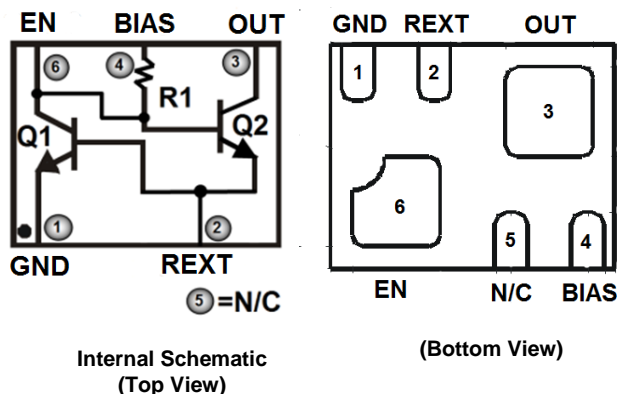 EN BIAS OUT
6 4 3
R1
Q1 Q2
1 2
GND REXT
5 =N/C
Internal Schematic
(Top View)
GND REXT OUT
1 2
3
6
5 4
EN N/C BIAS
(Bottom View)